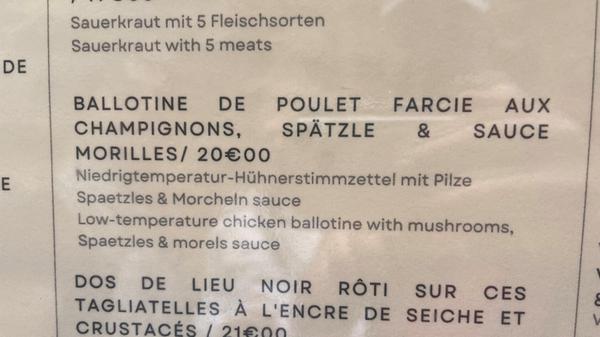 Sauerkraut mit 5 Fleischsorten
Sauerkraut with 5 meats
DE
BALLOTINE DE POULET FARCIE AUX
CHAMPIGNONS, SPÄTZLE & SAUCE
MORILLES/ 20€00
E
Niedrigtemperatur-Hühnerstimmzettel mit Pilze
Spaetzles & Morcheln sauce
Low-temperature chicken ballotine with mushrooms,
Spaetzles & morels sauce
DOS DE LIEU NOIR RÔTI SUR CES
TAGLIATELLES À L'ENCRE DE SEICHE ET
CRUSTACÉS / 21€00